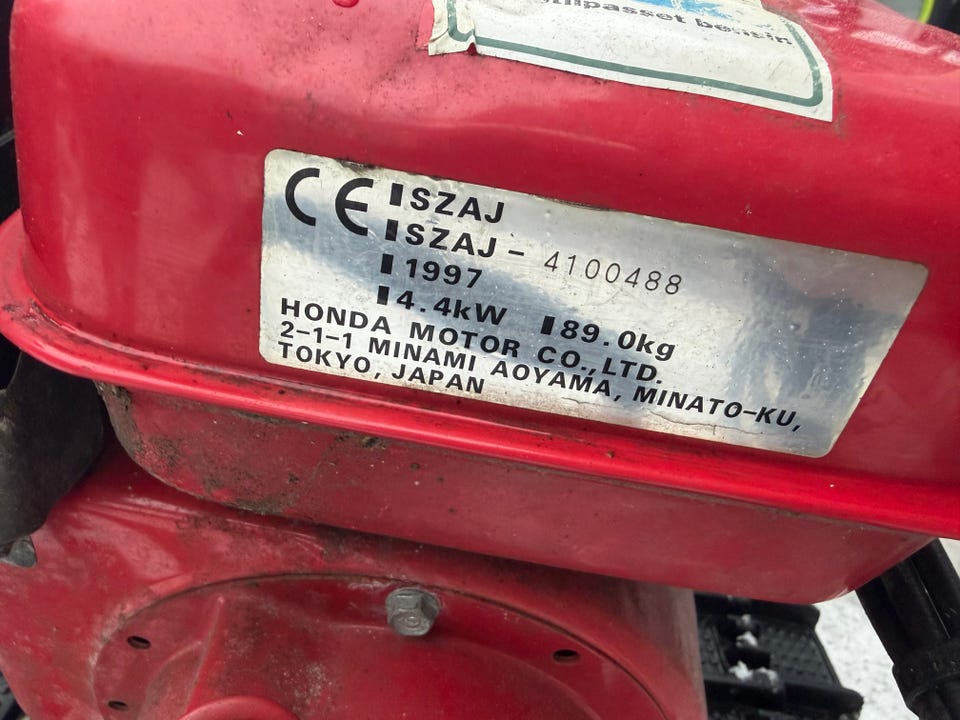 bensin
CE SZAJ
SZAJ- 4100488
1997
4.4kW 89.0kg
HONDA MOTOR CO.,LTD.
2-1-1 MINAMI AOYAMA, MINATO-KU,
TOKYO, JAPAN